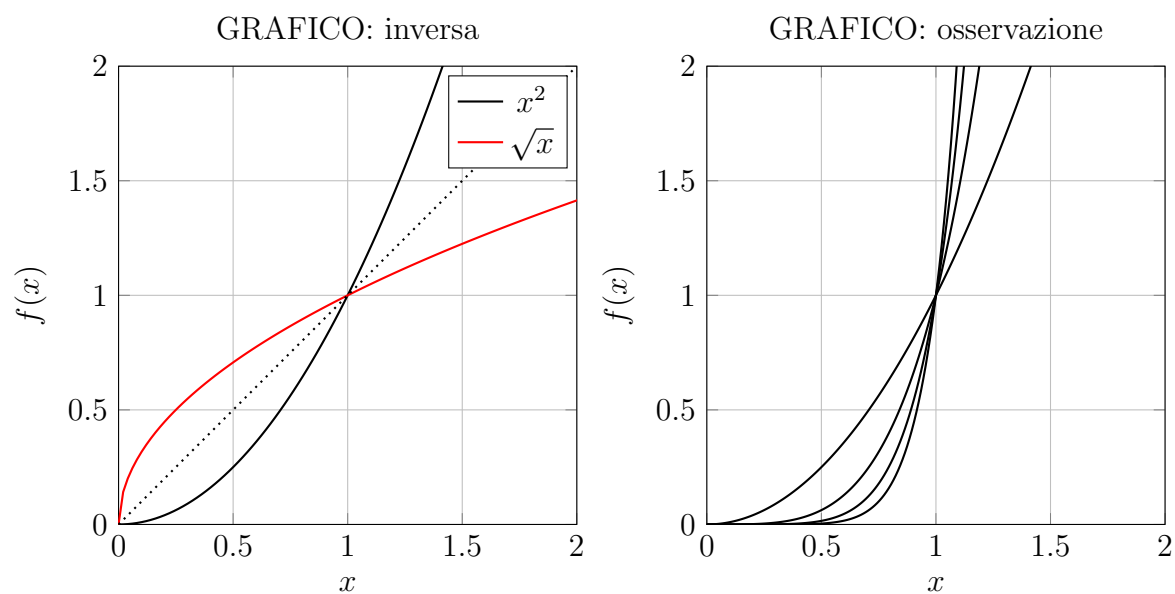 GRAFICO: inversa
2
1.5
1
0.5
0
0 0.5 1 1.5 2
x
f(x)
x²
√x
GRAFICO: osservazione
2
1.5
1
0.5
0
0 0.5 1 1.5 2
x
f(x)